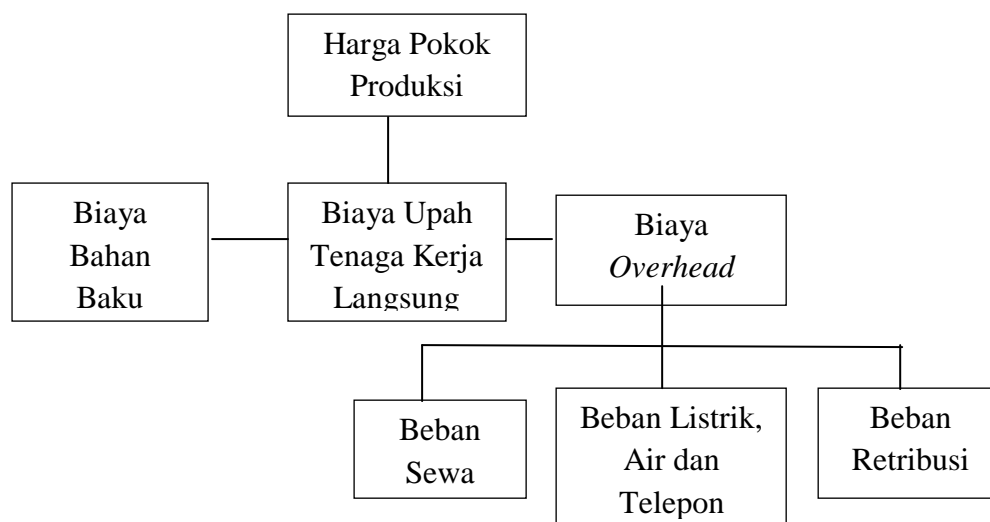 Harga Pokok
Produksi
Biaya
Bahan
Baku
Biaya Upah
Tenaga Kerja
Langsung
Biaya
Overhead
Beban
Sewa
Beban Listrik,
Air dan
Telepon
Beban
Retribusi